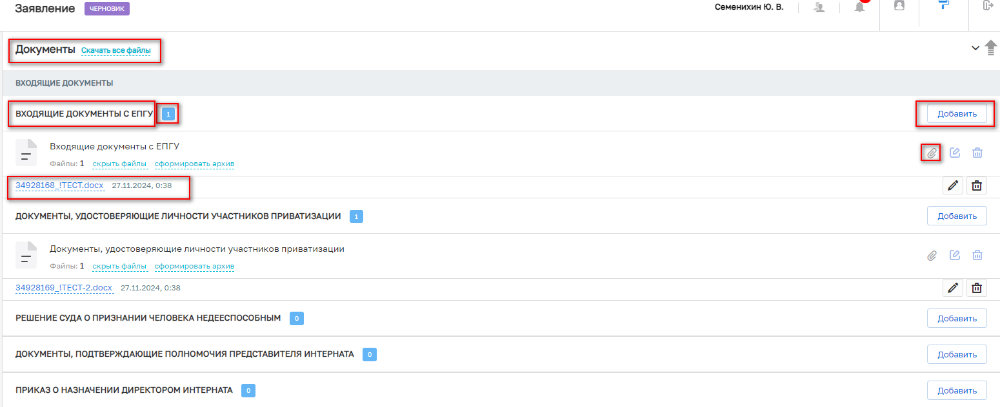 Заявление ЧЕРНОВИК Семенихин Ю. В.
Документы Скачать все файлы
ВХОДЯЩИЕ ДОКУМЕНТЫ
ВХОДЯЩИЕ ДОКУМЕНТЫ С ЕПГУ 1 Добавить
Входящие документы с ЕПГУ
Файлы: 1 скрыть файлы сформировать архив
34928168_!ТЕСТ.docx 27.11.2024, 0:38
ДОКУМЕНТЫ, УДОСТОВЕРЯЮЩИЕ ЛИЧНОСТИ УЧАСТНИКОВ ПРИВАТИЗАЦИИ 1 Добавить
Документы, удостоверяющие личности участников приватизации
Файлы: 1 скрыть файлы сформировать архив
34928169_!ТЕСТ-2.docx 27.11.2024, 0:38
РЕШЕНИЕ СУДА О ПРИЗНАНИИ ЧЕЛОВЕКА НЕДЕЕСПОСОБНЫМ 0 Добавить
ДОКУМЕНТЫ, ПОДТВЕРЖДАЮЩИЕ ПОЛНОМОЧИЯ ПРЕДСТАВИТЕЛЯ ИНТЕРНАТА 0 Добавить
ПРИКАЗ О НАЗНАЧЕНИИ ДИРЕКТОРОМ ИНТЕРНАТА 0 Добавить